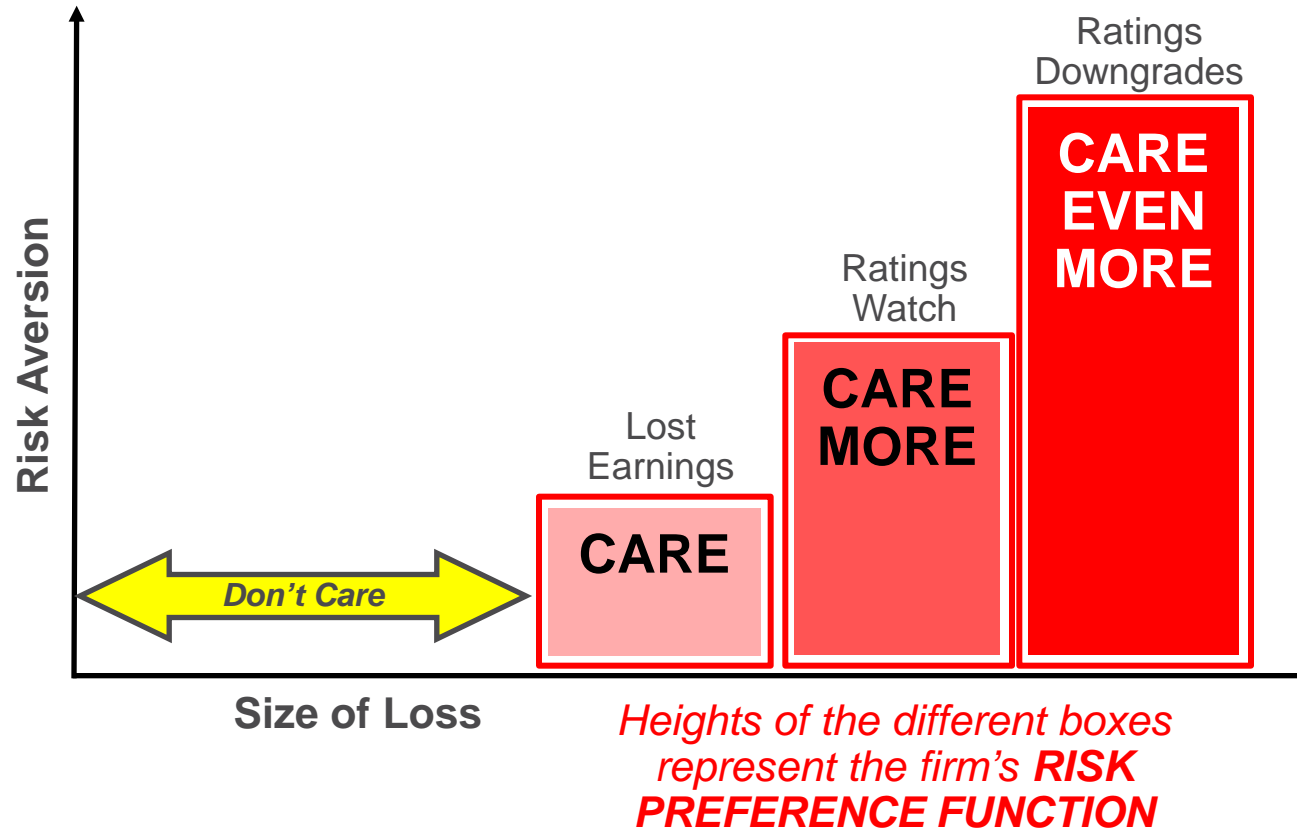 Ratings
Downgrades
CARE
EVEN
MORE
Ratings
Watch
CARE
MORE
Lost
Earnings
CARE
Don’t Care
Risk Aversion
Size of Loss
Heights of the different boxes
represent the firm’s RISK
PREFERENCE FUNCTION